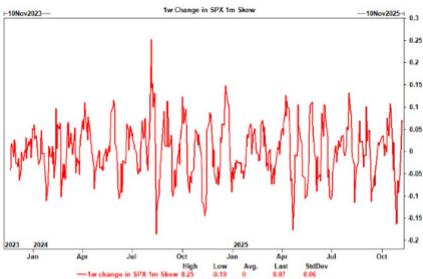 1w Change in SPX 1m Skew
10Nov2023
10Nov2025
0.3
0.25
0.2
0.15
0.1
0.05
0
-0.05
-0.1
-0.15
-0.2
2023 2024 2025
Jan Apr Jul Oct Jan Apr Jul Oct
High Low Avg. Last StdDev
1w change in SPX 1m Skew 0.25 -0.19 0 0.07 0.06